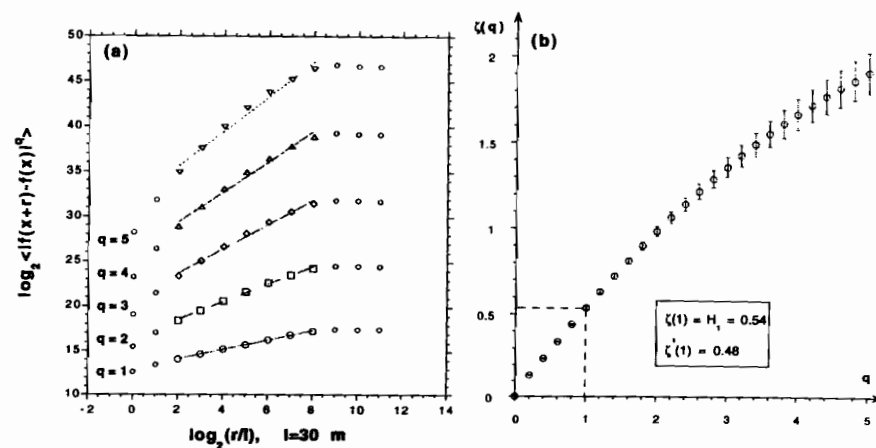 (a)
log₂<|f(x+r)-f(x)|^q>
50
45
40
35
30
25
20
15
10
q = 5
q = 4
q = 3
q = 2
q = 1
-2 0 2 4 6 8 10 12 14
log₂(r/l), l=30 m
(b)
ζ(q)
2
1.5
1
0.5
0
ζ(1) = H₁ = 0.54
ζ'(1) = 0.48
q
0 1 2 3 4 5